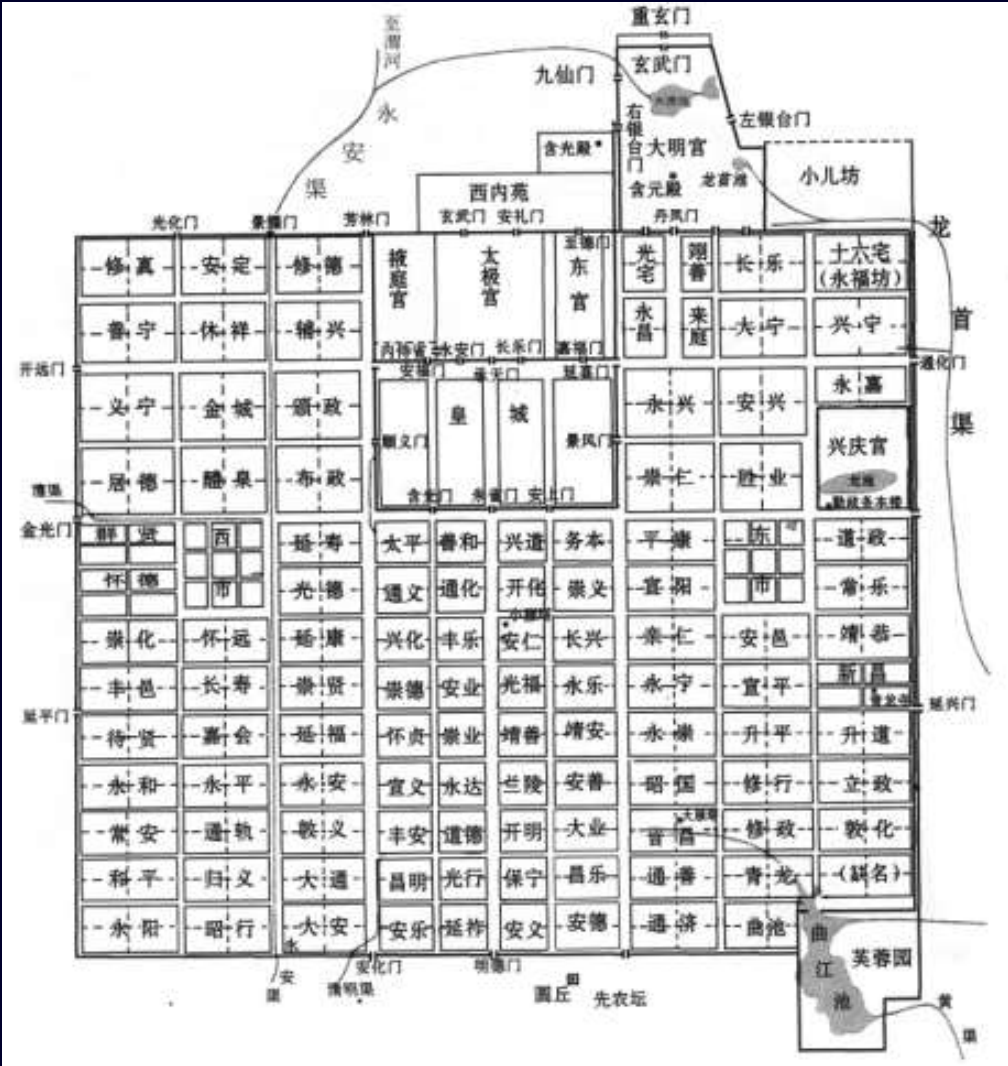 重玄门
至渭河
玄武门
九仙门
永安渠
右银台门
左银台门
大明宫
含光殿
含元殿
龙首池
小儿坊
西内苑
光化门 景耀门 芳林门 玄武门 安礼门 至德门 丹凤门
龙首渠
修真 安定 修德 掖庭宫 太极宫 东宫 光宅 翊善 长乐 十六宅
(永福坊)
普宁 休祥 辅兴 永昌 来庭 大宁 兴宁
永安门 长乐门 嘉福门
开远门 安福门 承天门 延喜门 通化门
义宁 金城 颁政 皇城 永兴 安兴 永嘉
顺义门 景风门 兴庆宫
居德 醴泉 布政 崇仁 胜业 龙池
勤政务本楼
含光门 安上门
金光门
群贤 西市 延寿 太平 善和 兴道 务本 平康 东市 道政
怀德 光德 通义 通化 开化 崇义 宣阳 常乐
崇化 怀远 延康 兴化 丰乐 安仁 长兴 亲仁 安邑 靖恭
丰邑 长寿 崇贤 崇德 安业 光福 永乐 永宁 宣平 新昌
延平门 延兴门
待贤 嘉会 延福 怀贞 崇业 靖善 靖安 永崇 升平 升道
永和 永平 永安 宣义 永达 兰陵 安善 昭国 修行 立政
大雁塔
常安 通轨 敦义 丰安 道德 开明 大业 晋昌 修政 敦化
和平 归义 大通 昌明 光行 保宁 昌乐 通善 青龙 (缺名)
永阳 昭行 大安 安乐 延祚 安义 安德 通济 曲池
曲江池
芙蓉园
永安渠 清明渠 安化门 明德门
圆丘 先农坛
黄渠